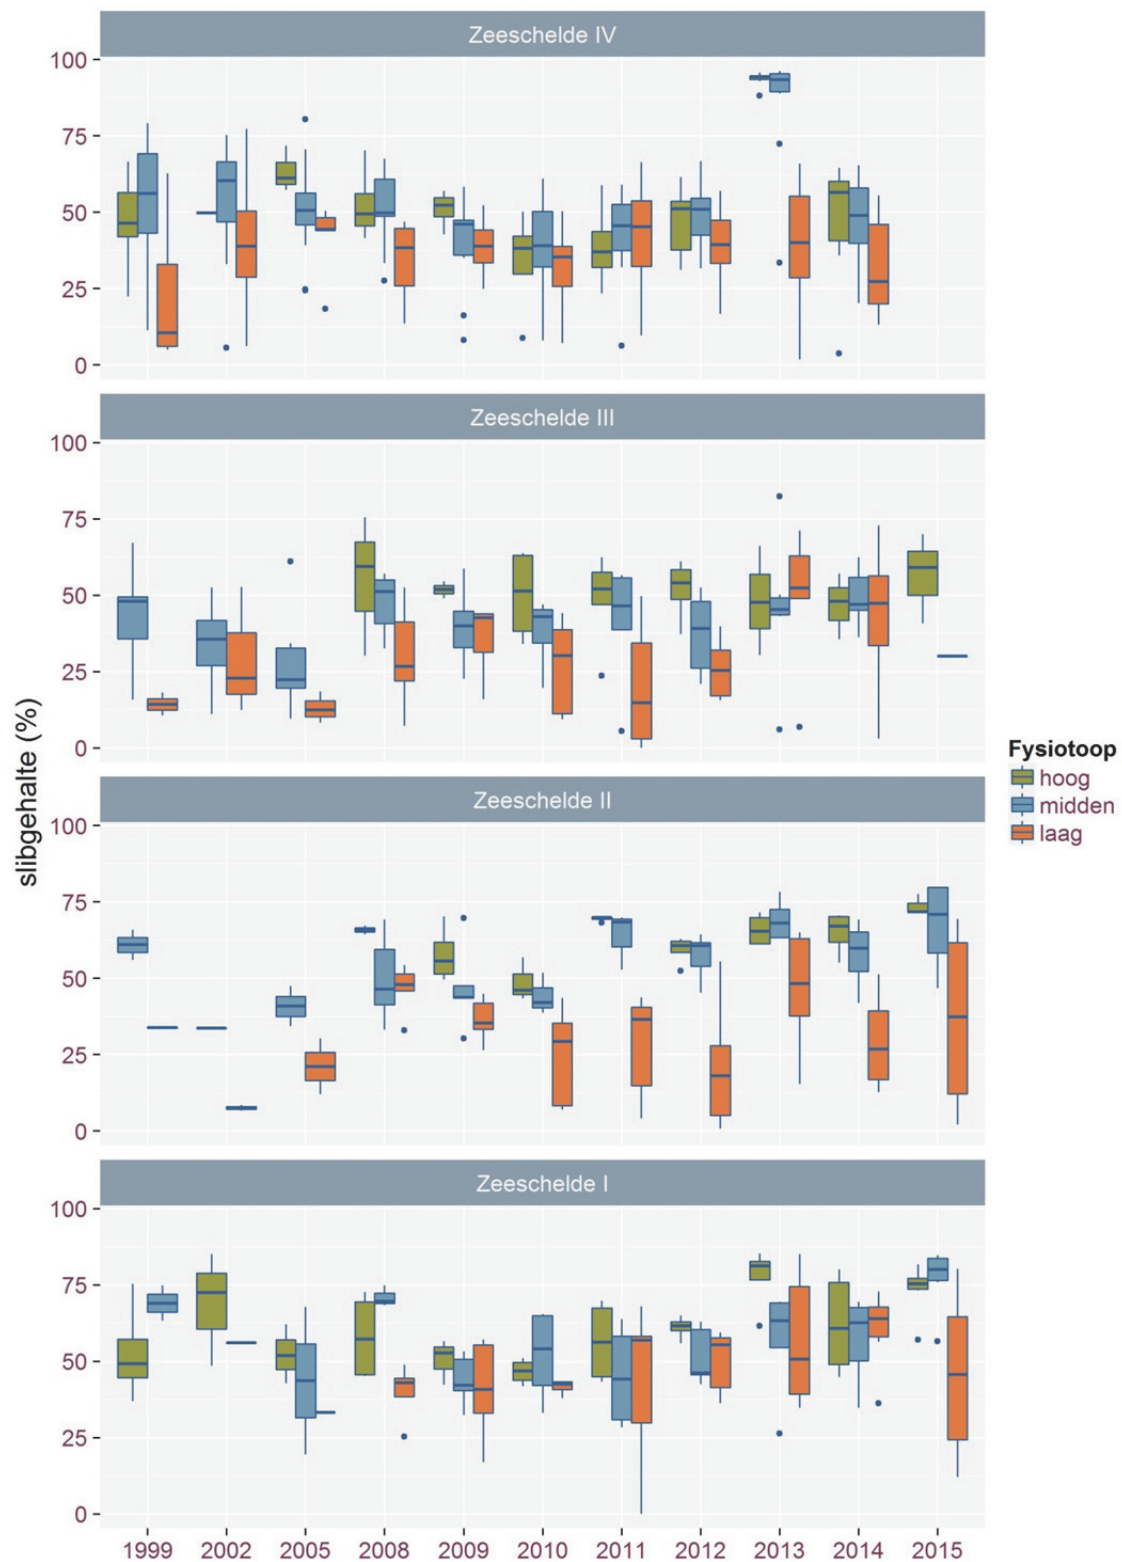 Zeeschelde IV
100
75
50
25
0
Zeeschelde III
100
75
50
25
0
Zeeschelde II
100
75
50
25
0
Zeeschelde I
100
75
50
25
0
1999 2002 2005 2008 2009 2010 2011 2012 2013 2014 2015
slibgehalte (%)
Fysiotoop
hoog
midden
laag